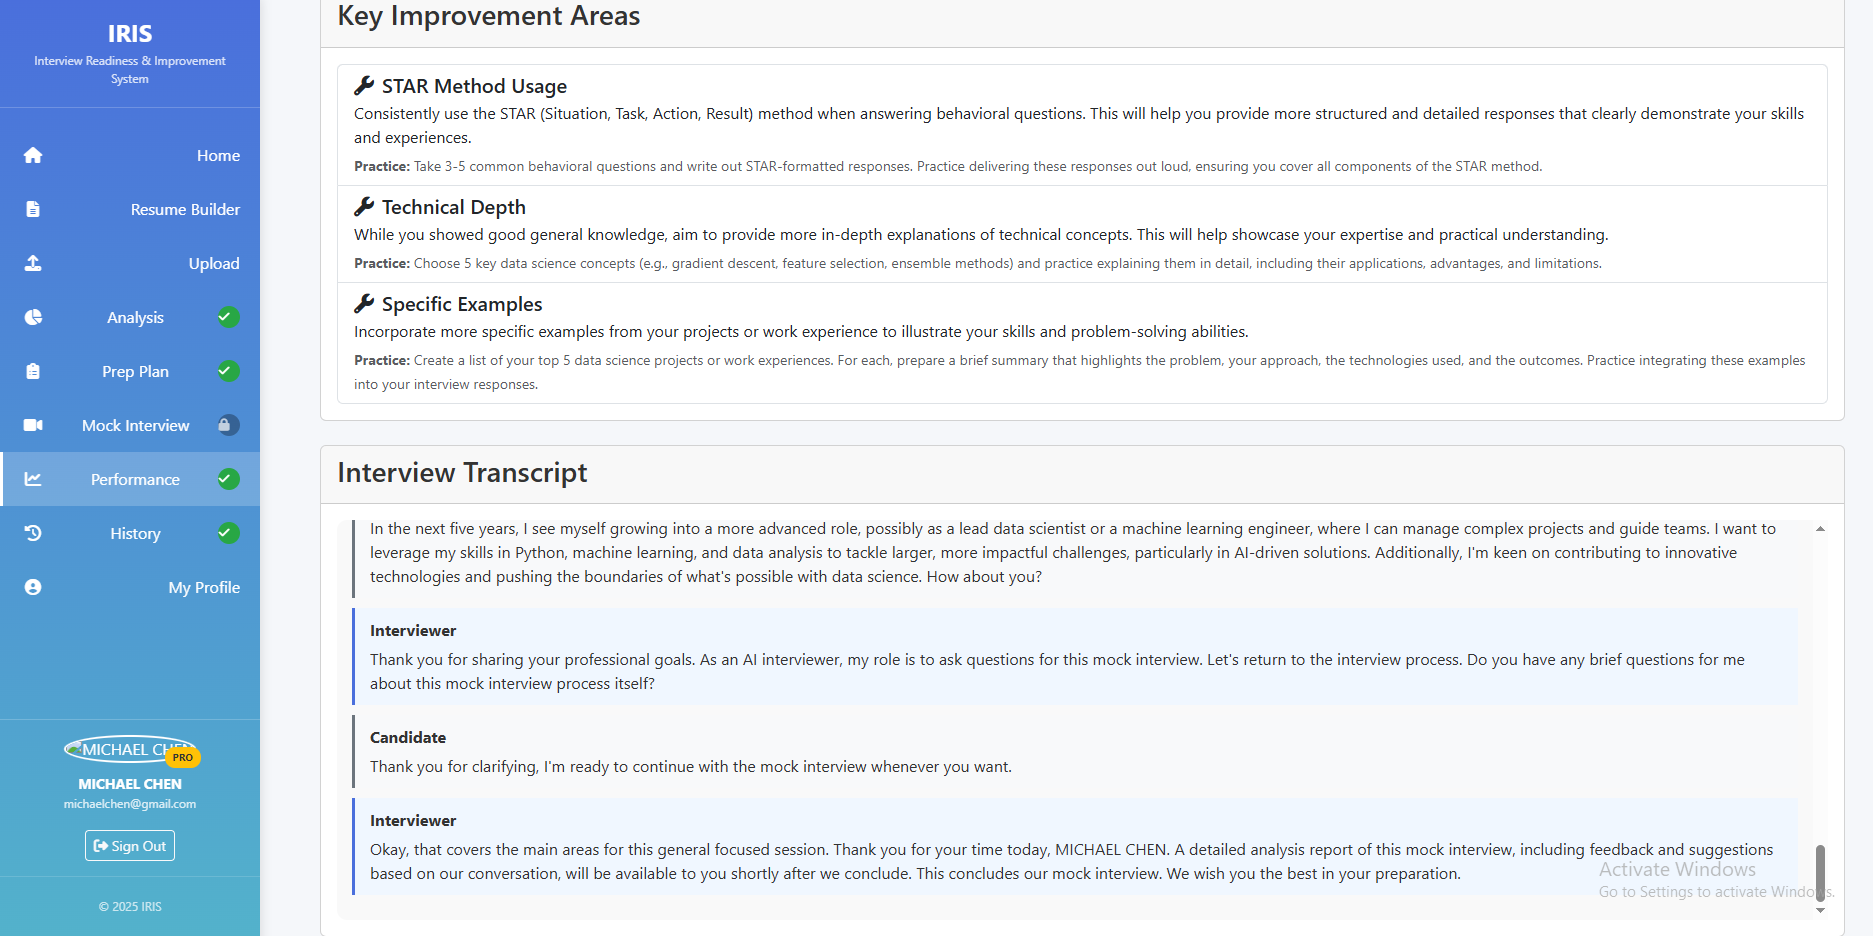 IRIS
Interview Readiness & Improvement
System
Home
Resume Builder
Upload
Analysis
Prep Plan
Mock Interview
Performance
History
My Profile
MICHAEL CHEN
PRO
MICHAEL CHEN
michaelchen@gmail.com
Sign Out
© 2025 IRIS
Key Improvement Areas
STAR Method Usage
Consistently use the STAR (Situation, Task, Action, Result) method when answering behavioral questions. This will help you provide more structured and detailed responses that clearly demonstrate your skills
and experiences.
Practice: Take 3-5 common behavioral questions and write out STAR-formatted responses. Practice delivering these responses out loud, ensuring you cover all components of the STAR method.
Technical Depth
While you showed good general knowledge, aim to provide more in-depth explanations of technical concepts. This will help showcase your expertise and practical understanding.
Practice: Choose 5 key data science concepts (e.g., gradient descent, feature selection, ensemble methods) and practice explaining them in detail, including their applications, advantages, and limitations.
Specific Examples
Incorporate more specific examples from your projects or work experience to illustrate your skills and problem-solving abilities.
Practice: Create a list of your top 5 data science projects or work experiences. For each, prepare a brief summary that highlights the problem, your approach, the technologies used, and the outcomes. Practice integrating these examples
into your interview responses.
Interview Transcript
In the next five years, I see myself growing into a more advanced role, possibly as a lead data scientist or a machine learning engineer, where I can manage complex projects and guide teams. I want to
leverage my skills in Python, machine learning, and data analysis to tackle larger, more impactful challenges, particularly in AI-driven solutions. Additionally, I'm keen on contributing to innovative
technologies and pushing the boundaries of what's possible with data science. How about you?
Interviewer
Thank you for sharing your professional goals. As an AI interviewer, my role is to ask questions for this mock interview. Let's return to the interview process. Do you have any brief questions for me
about this mock interview process itself?
Candidate
Thank you for clarifying, I'm ready to continue with the mock interview whenever you want.
Interviewer
Okay, that covers the main areas for this general focused session. Thank you for your time today, MICHAEL CHEN. A detailed analysis report of this mock interview, including feedback and suggestions
based on our conversation, will be available to you shortly after we conclude. This concludes our mock interview. We wish you the best in your preparation.
Activate Windows
Go to Settings to activate Windows.